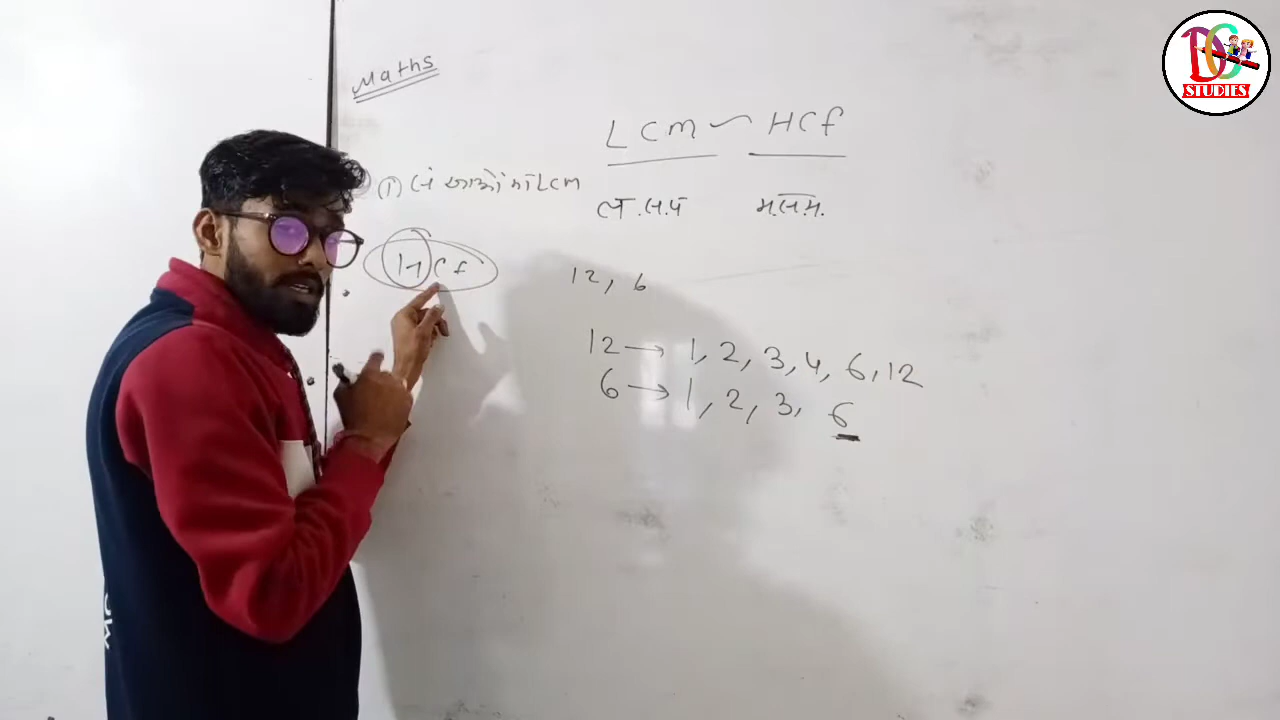 Maths
LCM ~ HCf
① સંખ્યાઓ નાં LCM
ल.स.प म.स.म.
HCf
12, 6
12 → 1, 2, 3, 4, 6, 12
6 → 1, 2, 3, 6
DGS
STUDIES